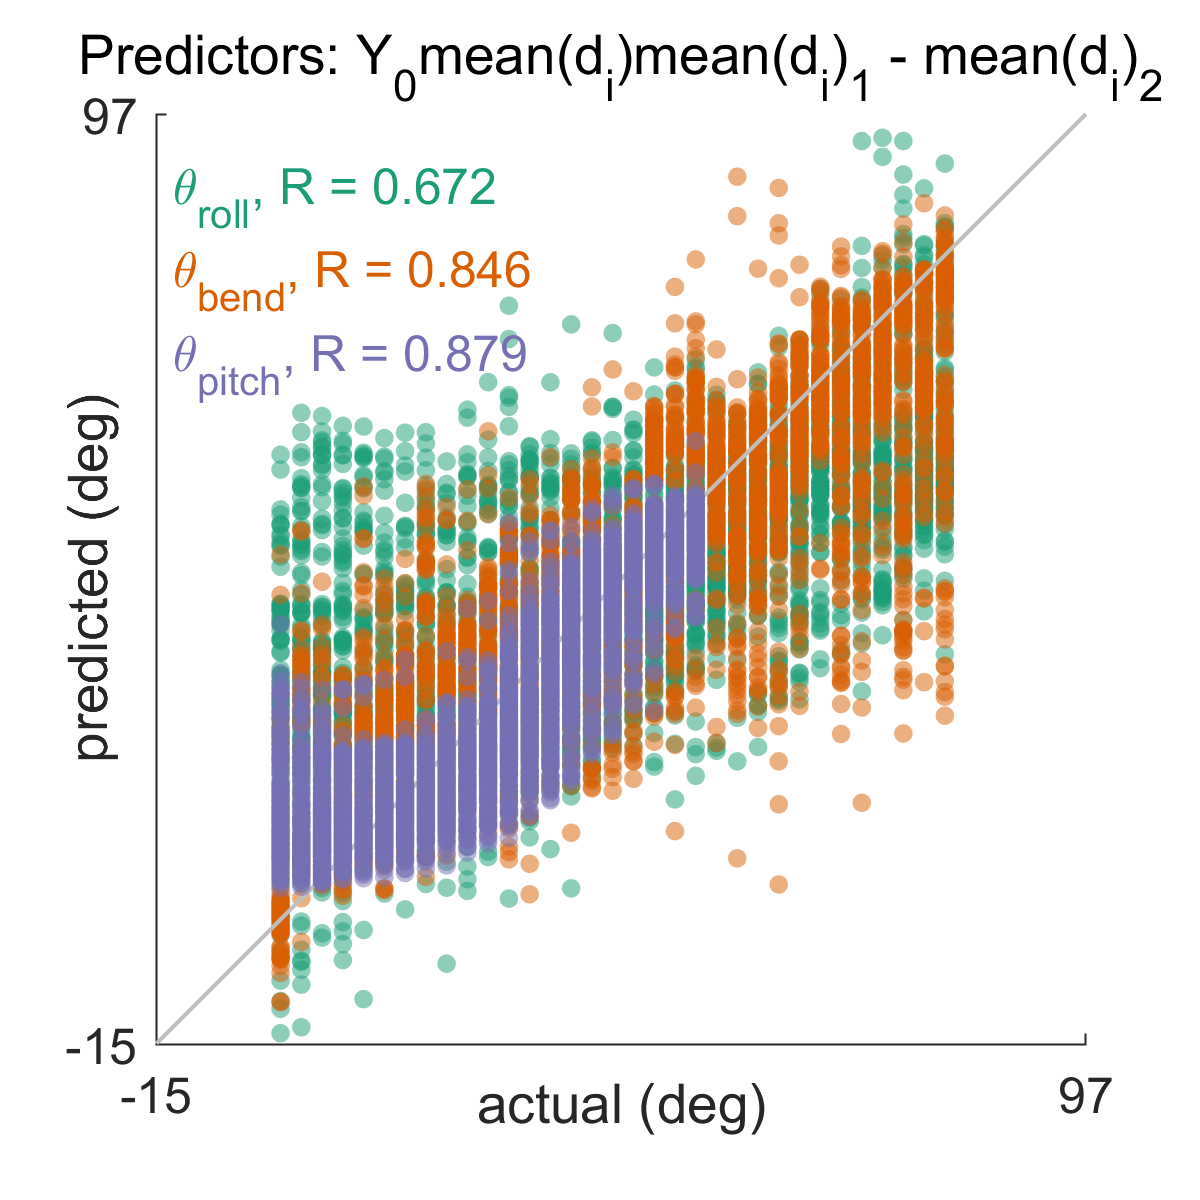 Predictors: Y0mean(di)mean(di)1 - mean(di)2
97
θroll, R = 0.672
θbend, R = 0.846
θpitch, R = 0.879
predicted (deg)
-15
-15
97
actual (deg)